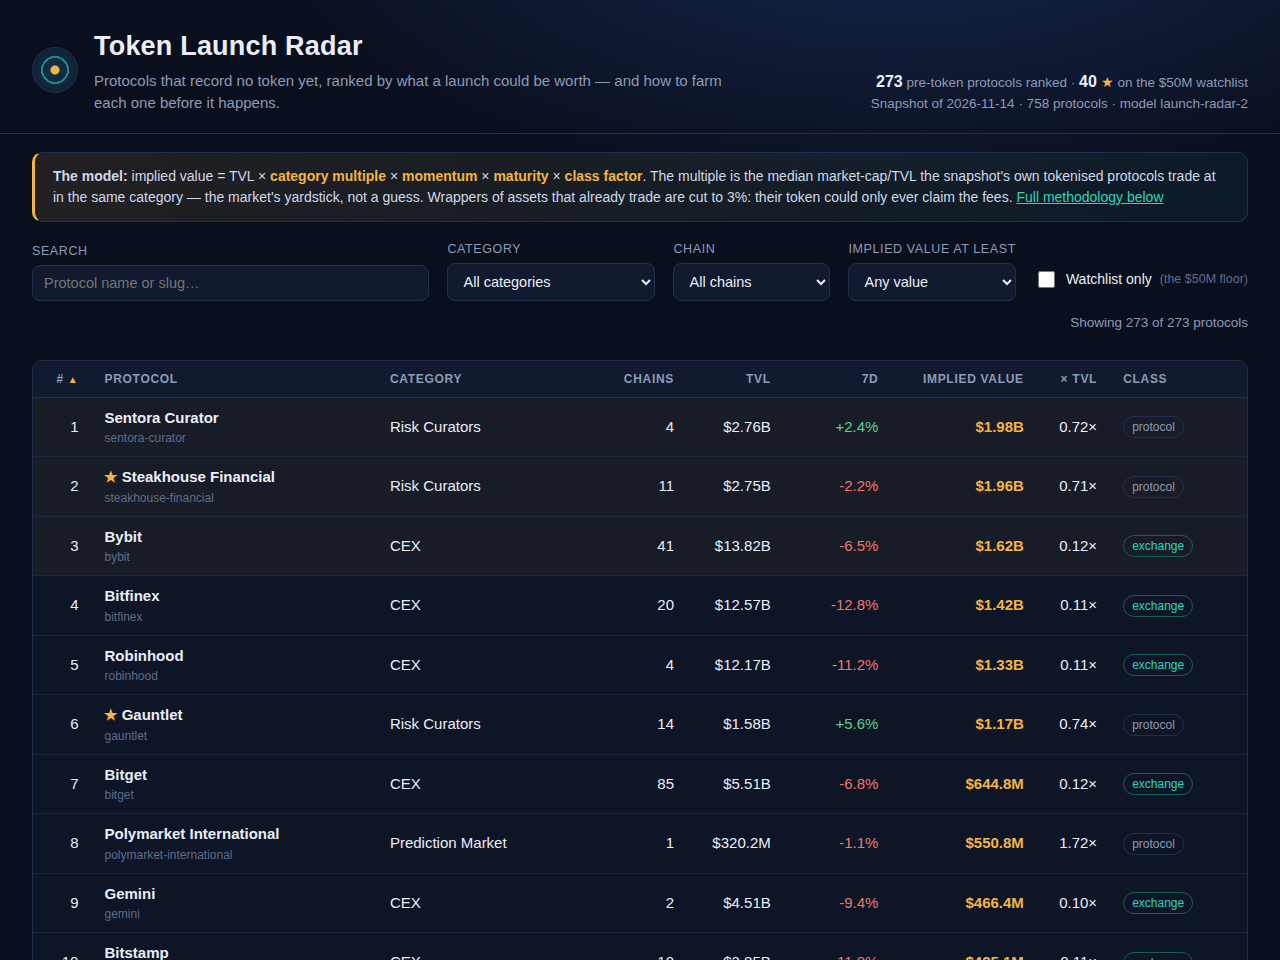 Token Launch Radar
Protocols that record no token yet, ranked by what a launch could be worth — and how to farm
each one before it happens.
273 pre-token protocols ranked · 40 ★ on the $50M watchlist
Snapshot of 2026-11-14 · 758 protocols · model launch-radar-2
The model: implied value = TVL × category multiple × momentum × maturity × class factor. The multiple is the median market-cap/TVL the snapshot's own tokenised protocols trade at
in the same category — the market's yardstick, not a guess. Wrappers of assets that already trade are cut to 3%: their token could only ever claim the fees. Full methodology below
SEARCH CATEGORY CHAIN IMPLIED VALUE AT LEAST
Protocol name or slug… All categories All chains Any value Watchlist only (the $50M floor)
Showing 273 of 273 protocols
# ▲ PROTOCOL CATEGORY CHAINS TVL 7D IMPLIED VALUE × TVL CLASS
1 Sentora Curator Risk Curators 4 $2.76B +2.4% $1.98B 0.72× protocol
sentora-curator
2 ★ Steakhouse Financial Risk Curators 11 $2.75B -2.2% $1.96B 0.71× protocol
steakhouse-financial
3 Bybit CEX 41 $13.82B -6.5% $1.62B 0.12× exchange
bybit
4 Bitfinex CEX 20 $12.57B -12.8% $1.42B 0.11× exchange
bitfinex
5 Robinhood CEX 4 $12.17B -11.2% $1.33B 0.11× exchange
robinhood
6 ★ Gauntlet Risk Curators 14 $1.58B +5.6% $1.17B 0.74× protocol
gauntlet
7 Bitget CEX 85 $5.51B -6.8% $644.8M 0.12× exchange
bitget
8 Polymarket International Prediction Market 1 $320.2M -1.1% $550.8M 1.72× protocol
polymarket-international
9 Gemini CEX 2 $4.51B -9.4% $466.4M 0.10× exchange
gemini
Bitstamp